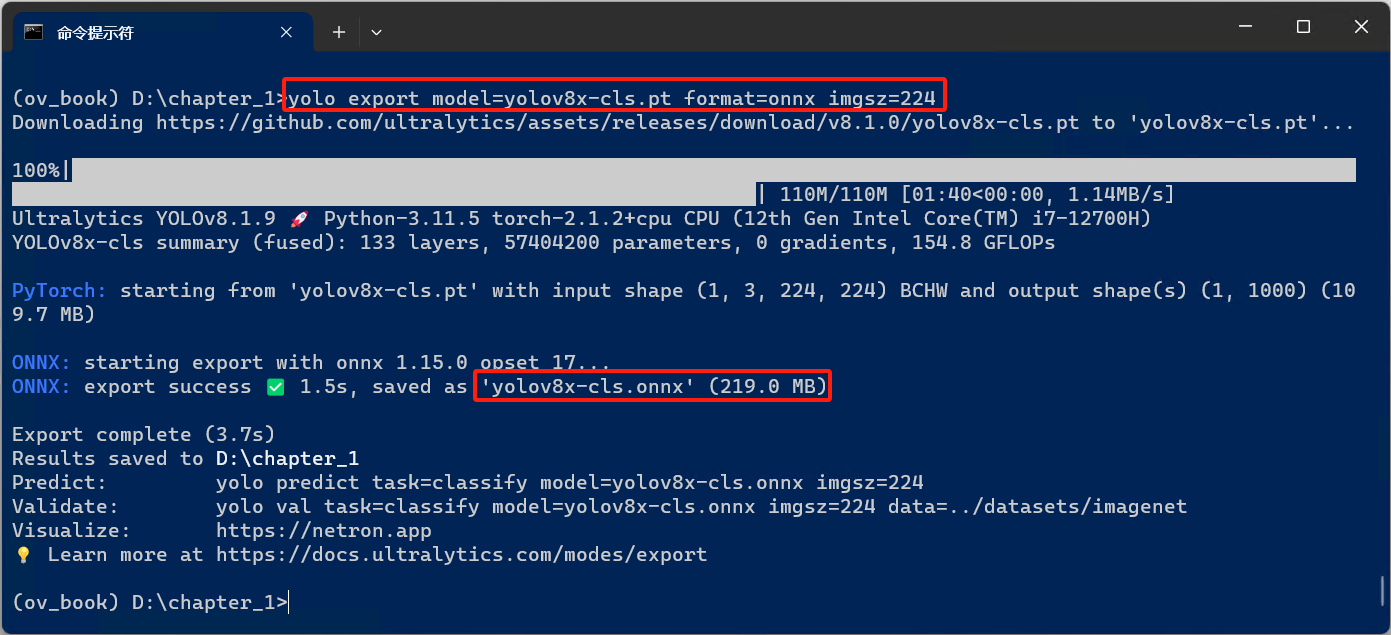 命令提示符
(ov_book) D:\chapter_1>yolo export model=yolov8x-cls.pt format=onnx imgsz=224
Downloading https://github.com/ultralytics/assets/releases/download/v8.1.0/yolov8x-cls.pt to 'yolov8x-cls.pt'...
100%|
| 110M/110M [01:40<00:00, 1.14MB/s]
Ultralytics YOLOv8.1.9 🚀 Python-3.11.5 torch-2.1.2+cpu CPU (12th Gen Intel Core(TM) i7-12700H)
YOLOv8x-cls summary (fused): 133 layers, 57404200 parameters, 0 gradients, 154.8 GFLOPs
PyTorch: starting from 'yolov8x-cls.pt' with input shape (1, 3, 224, 224) BCHW and output shape(s) (1, 1000) (10
9.7 MB)
ONNX: starting export with onnx 1.15.0 opset 17...
ONNX: export success ✅ 1.5s, saved as 'yolov8x-cls.onnx' (219.0 MB)
Export complete (3.7s)
Results saved to D:\chapter_1
Predict: yolo predict task=classify model=yolov8x-cls.onnx imgsz=224
Validate: yolo val task=classify model=yolov8x-cls.onnx imgsz=224 data=../datasets/imagenet
Visualize: https://netron.app
💡 Learn more at https://docs.ultralytics.com/modes/export
(ov_book) D:\chapter_1>